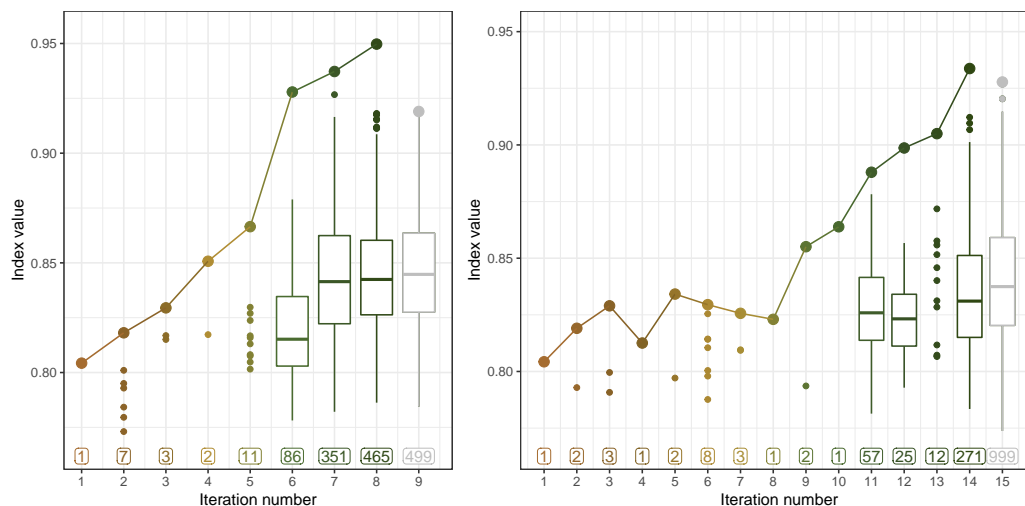 Index value
0.95
0.90
0.85
0.80
1 7 3 2 11 86 351 465 499
1 2 3 4 5 6 7 8 9
Iteration number
Index value
0.95
0.90
0.85
0.80
1 2 3 1 2 8 3 1 2 1 57 25 12 271 999
1 2 3 4 5 6 7 8 9 10 11 12 13 14 15
Iteration number